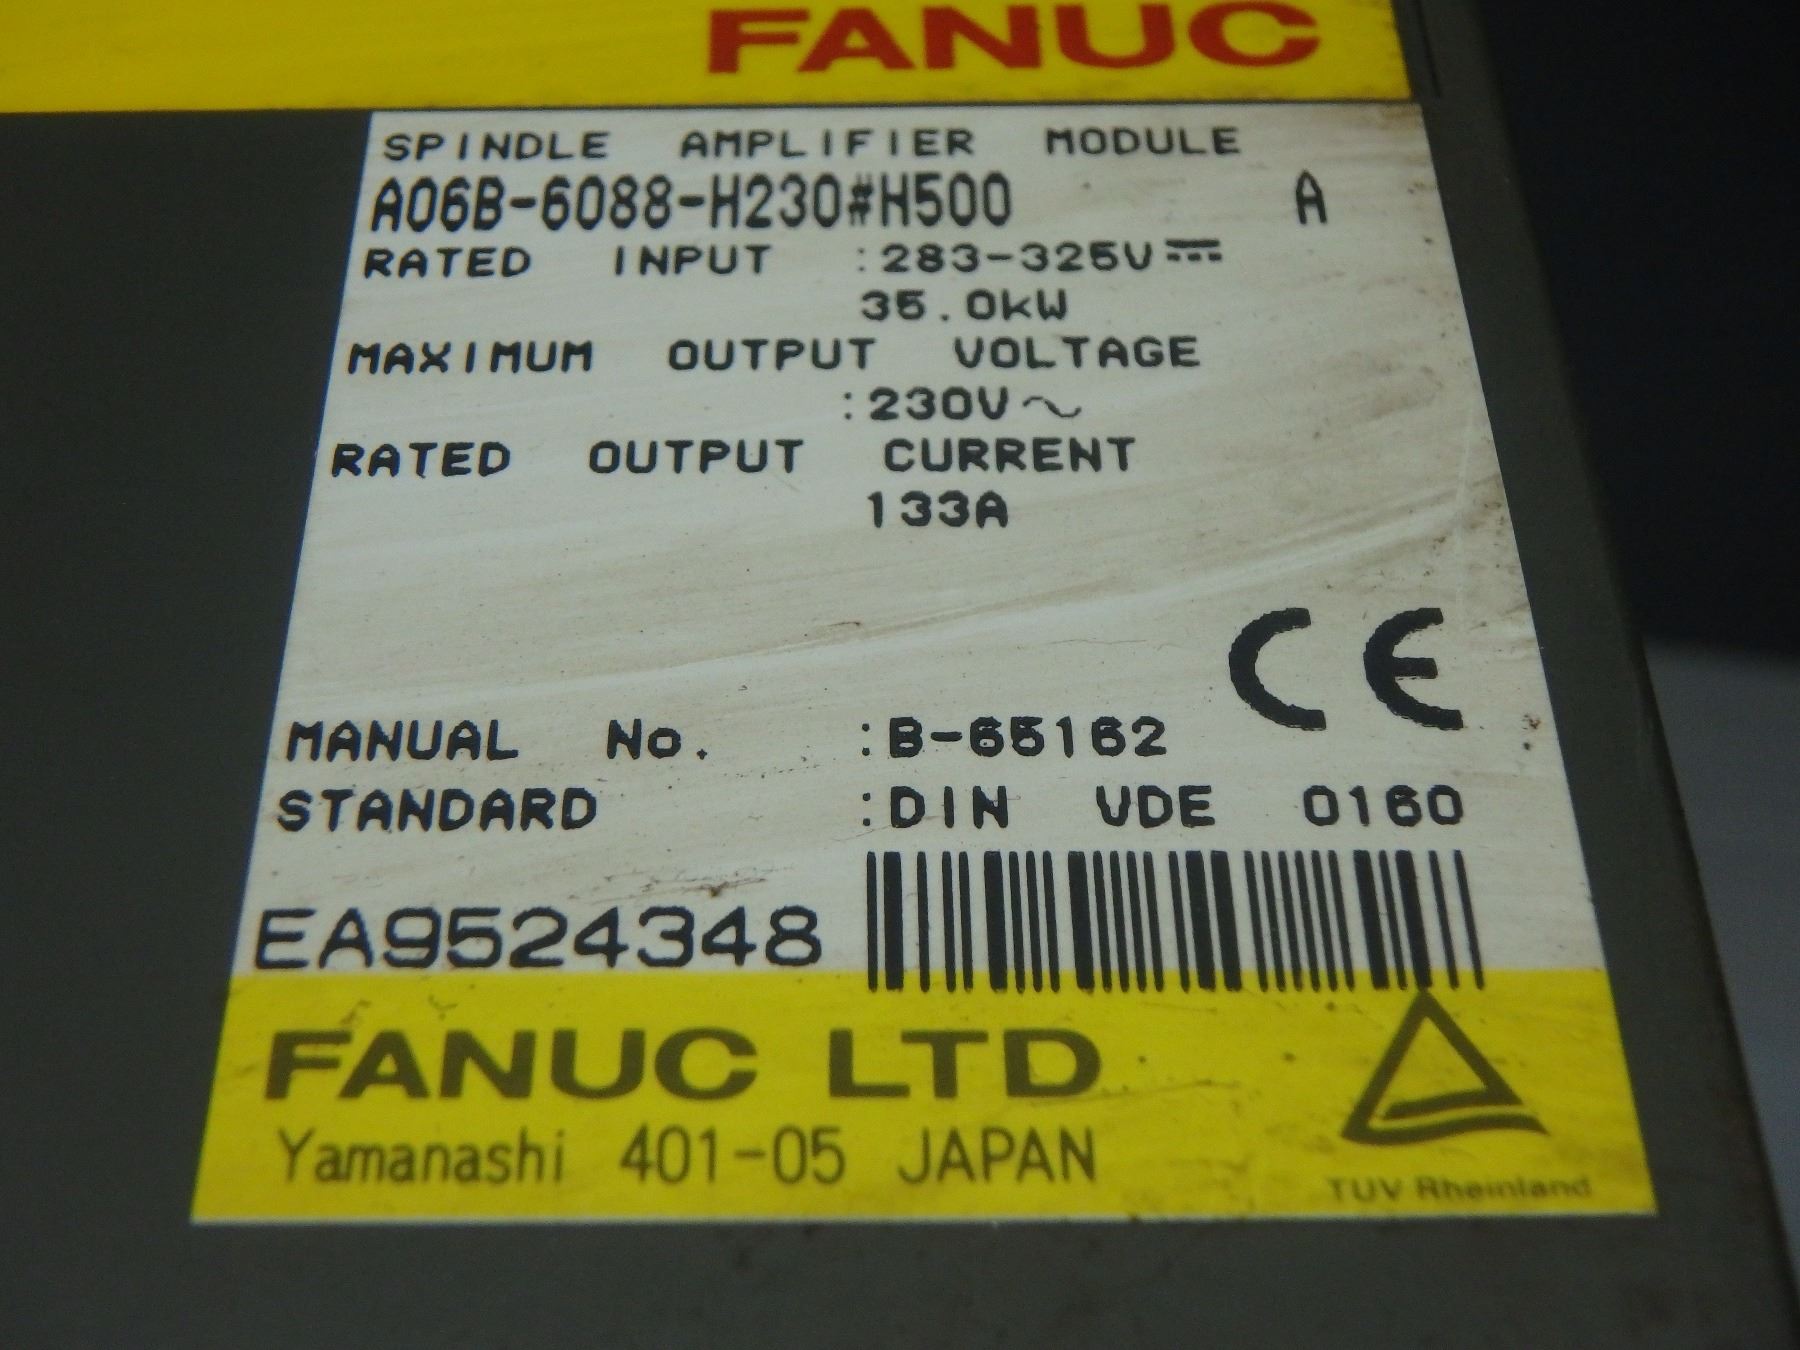 FANUC
SPINDLE AMPLIFIER MODULE
A06B-6088-H230#H500 A
RATED INPUT :283-325V⎓
35.0kW
MAXIMUM OUTPUT VOLTAGE
:230V～
RATED OUTPUT CURRENT
133A
CE
MANUAL No. :B-65162
STANDARD :DIN VDE 0160
EA9524348
FANUC LTD
Yamanashi 401-05 JAPAN
TUV Rheinland